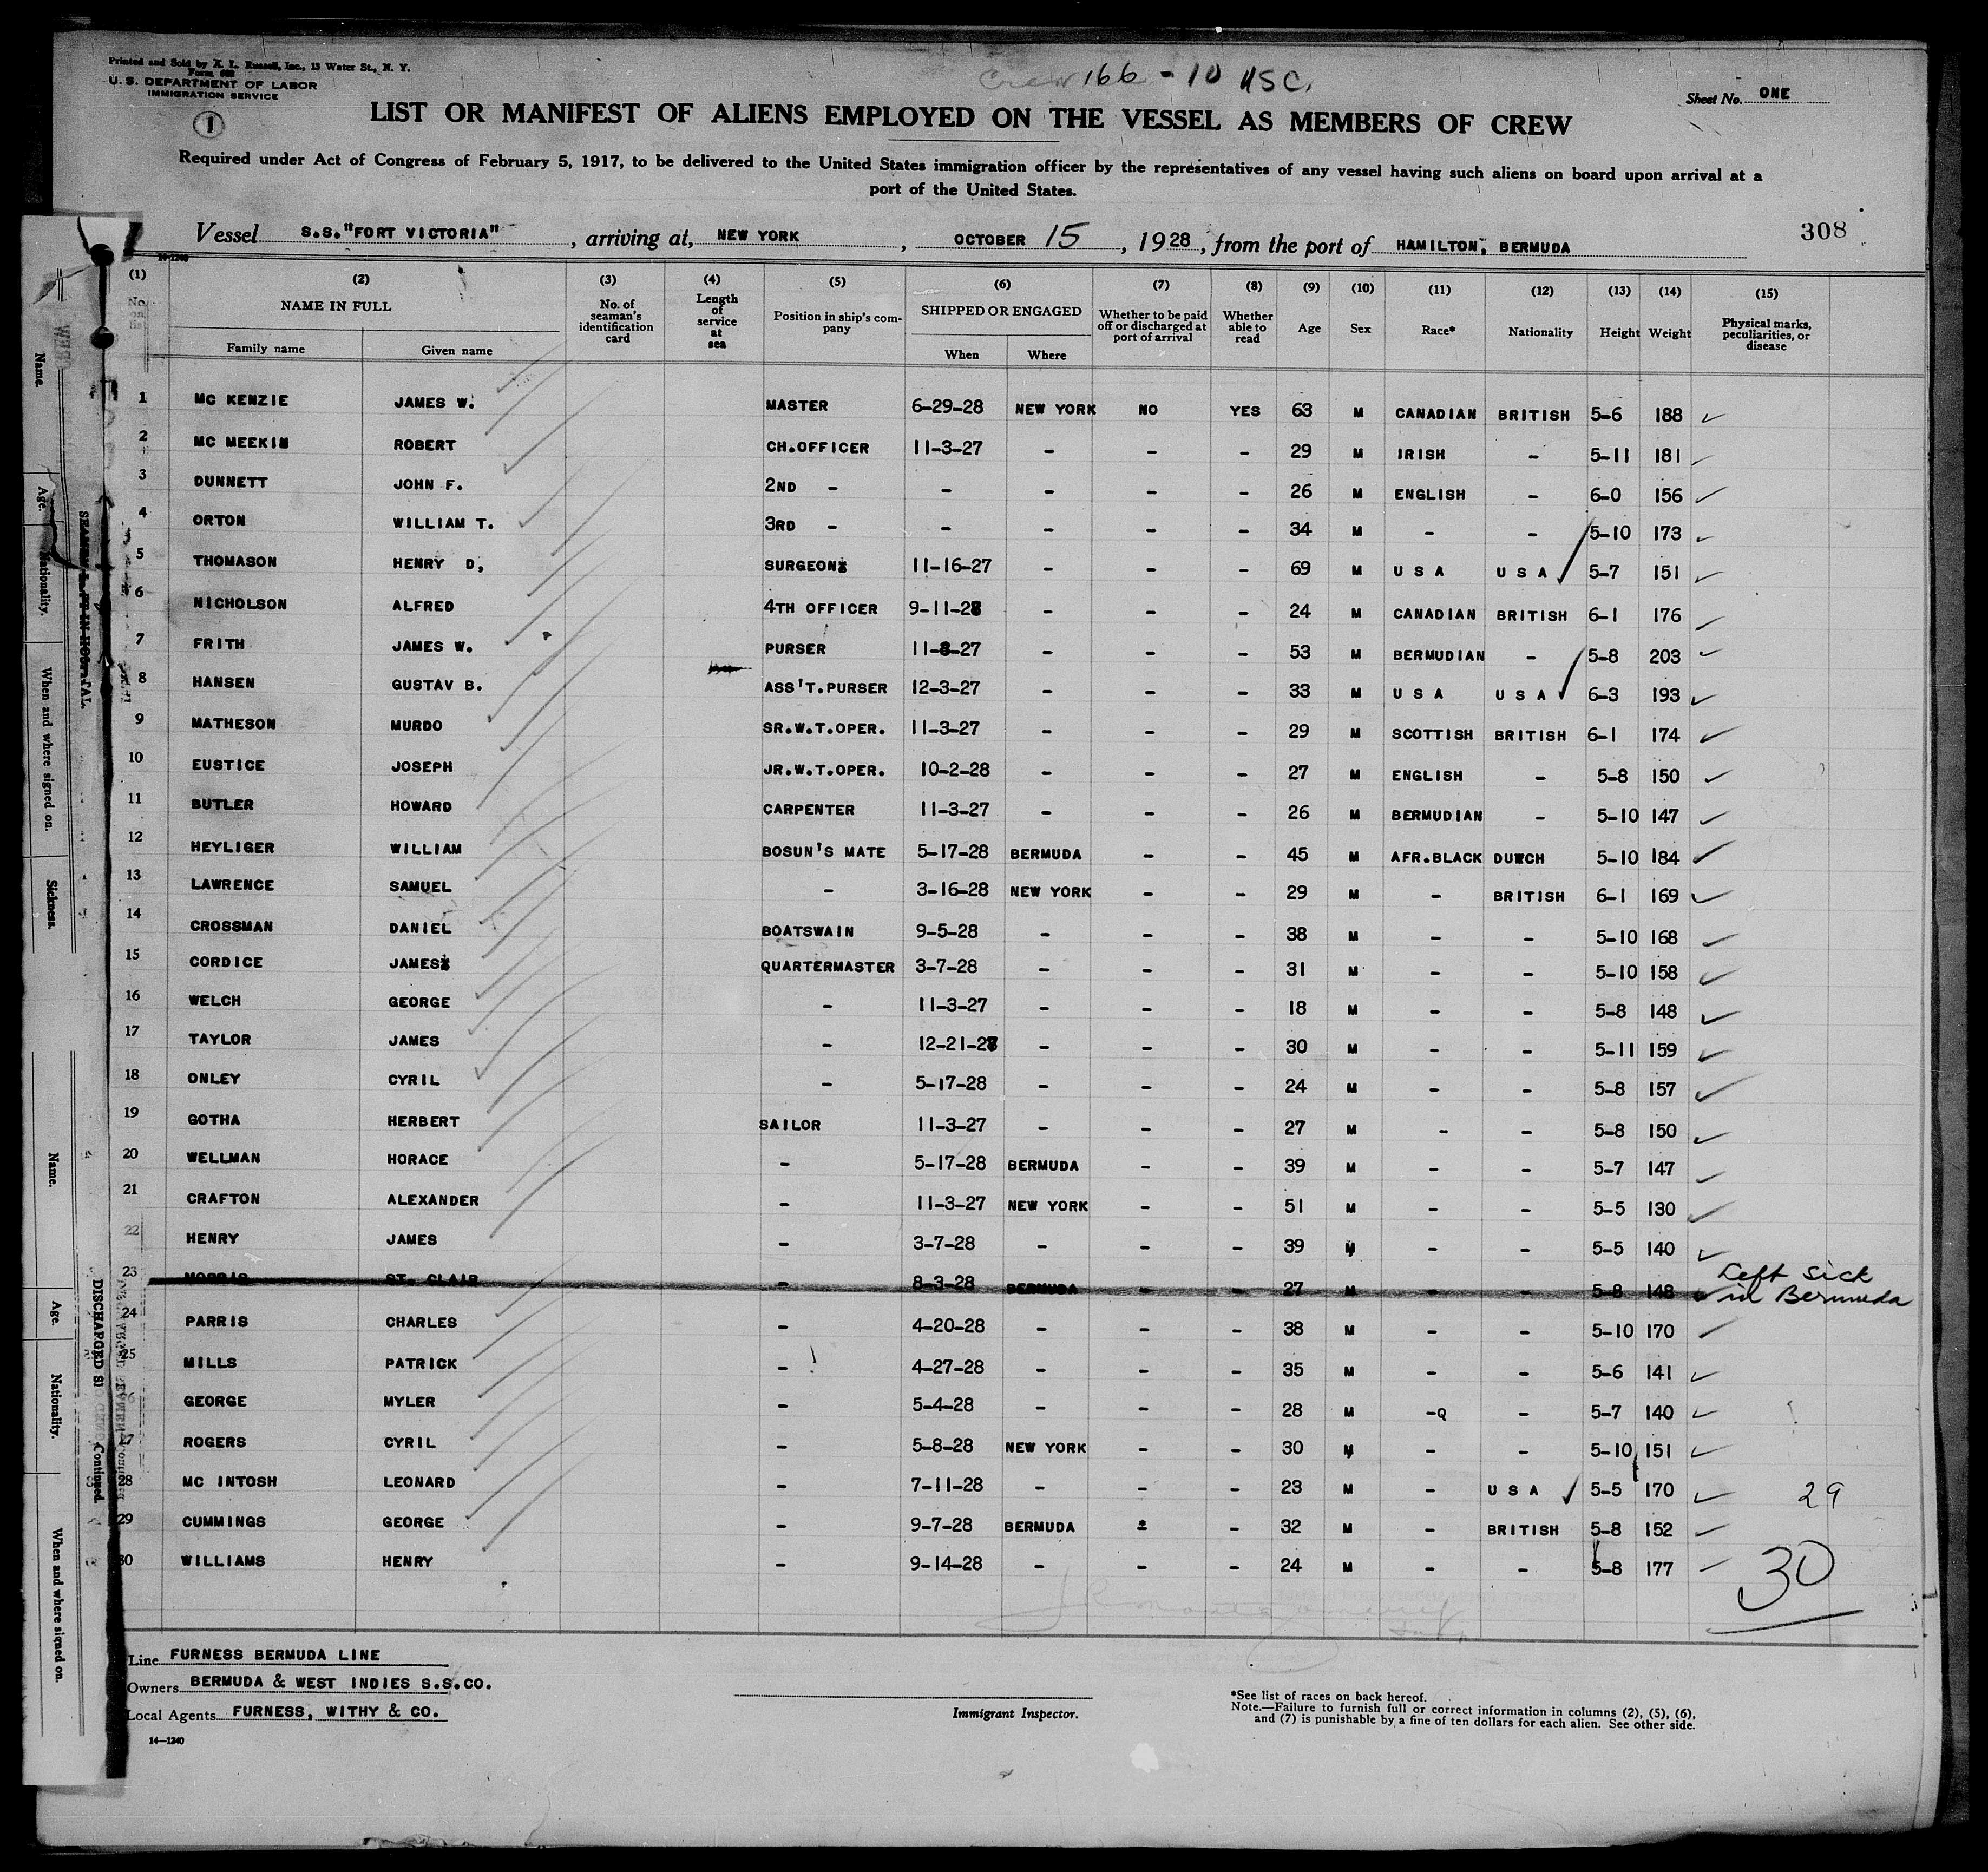 Printed and Sold by X. L. Russell, Inc., 13 Water St., N. Y.
U. S. DEPARTMENT OF LABOR
IMMIGRATION SERVICE
1
Crew 166 - 10 USC.
Sheet No. ONE
LIST OR MANIFEST OF ALIENS EMPLOYED ON THE VESSEL AS MEMBERS OF CREW
Required under Act of Congress of February 5, 1917, to be delivered to the United States immigration officer by the representatives of any vessel having such aliens on board upon arrival at a
port of the United States.
308
Vessel S.S."FORT VICTORIA", arriving at, NEW YORK, OCTOBER 15, 1928, from the port of HAMILTON, BERMUDA
(1) (2) NAME IN FULL Family name Given name (3) No. of seaman's identification card (4) Length of service at sea (5) Position in ship's company (6) SHIPPED OR ENGAGED When Where (7) Whether to be paid off or discharged at port of arrival (8) Whether able to read (9) Age (10) Sex (11) Race* (12) Nationality (13) Height (14) Weight (15) Physical marks, peculiarities, or disease
1 MC KENZIE JAMES W. MASTER 6-29-28 NEW YORK NO YES 63 M CANADIAN BRITISH 5-6 188
2 MC MEEKIN ROBERT CH.OFFICER 11-3-27 - - - 29 M IRISH - 5-11 181
3 DUNNETT JOHN F. 2ND - - - - - 26 M ENGLISH - 6-0 156
4 ORTON WILLIAM T. 3RD - - - - - 34 M - - 5-10 173
5 THOMASON HENRY D, SURGEON 11-16-27 - - - 69 M U S A U S A 5-7 151
6 NICHOLSON ALFRED 4TH OFFICER 9-11-28 - - - 24 M CANADIAN BRITISH 6-1 176
7 FRITH JAMES W. PURSER 11-8-27 - - - 53 M BERMUDIAN - 5-8 203
8 HANSEN GUSTAV B. ASS'T.PURSER 12-3-27 - - - 33 M U S A U S A 6-3 193
9 MATHESON MURDO SR.W.T.OPER. 11-3-27 - - - 29 M SCOTTISH BRITISH 6-1 174
10 EUSTICE JOSEPH JR.W.T.OPER. 10-2-28 - - - 27 M ENGLISH - 5-8 150
11 BUTLER HOWARD CARPENTER 11-3-27 - - - 26 M BERMUDIAN - 5-10 147
12 HEYLIGER WILLIAM BOSUN'S MATE 5-17-28 BERMUDA - - 45 M AFR.BLACK DUTCH 5-10 184
13 LAWRENCE SAMUEL - 3-16-28 NEW YORK - - 29 M - BRITISH 6-1 169
14 CROSSMAN DANIEL BOATSWAIN 9-5-28 - - - 38 M - - 5-10 168
15 CORDICE JAMES QUARTERMASTER 3-7-28 - - - 31 M - - 5-10 158
16 WELCH GEORGE - 11-3-27 - - - 18 M - - 5-8 148
17 TAYLOR JAMES - 12-21-27 - - - 30 M - - 5-11 159
18 ONLEY CYRIL - 5-17-28 - - - 24 M - - 5-8 157
19 GOTHA HERBERT SAILOR 11-3-27 - - - 27 M - - 5-8 150
20 WELLMAN HORACE - 5-17-28 BERMUDA - - 39 M - - 5-7 147
21 CRAFTON ALEXANDER - 11-3-27 NEW YORK - - 51 M - - 5-5 130
22 HENRY JAMES - 3-7-28 - - - 39 M - - 5-5 140
23 MORRIS ST. CLAIR - 8-3-28 BERMUDA - - 27 M - - 5-8 148 Left sick in Bermuda
24 PARRIS CHARLES - 4-20-28 - - - 38 M - - 5-10 170
25 MILLS PATRICK - 4-27-28 - - - 35 M - - 5-6 141
26 GEORGE MYLER - 5-4-28 - - - 28 M -Q - 5-7 140
27 ROGERS CYRIL - 5-8-28 NEW YORK - - 30 M - - 5-10 151
28 MC INTOSH LEONARD - 7-11-28 - - - 23 M - U S A 5-5 170 29
29 CUMMINGS GEORGE - 9-7-28 BERMUDA - - 32 M - BRITISH 5-8 152
30 WILLIAMS HENRY - 9-14-28 - - - 24 M - - 5-8 177 30
Line FURNESS BERMUDA LINE
Owners BERMUDA & WEST INDIES S.S.CO.
Local Agents FURNESS, WITHY & CO.
14-1240
Immigrant Inspector.
*See list of races on back hereof.
Note.—Failure to furnish full or correct information in columns (2), (5), (6),
and (7) is punishable by a fine of ten dollars for each alien. See other side.
Name.
Age.
Nationality.
When and where signed on.
Sickness.
Name.
Age.
Nationality.
When and where signed on.
DISCHARGED
Continued.